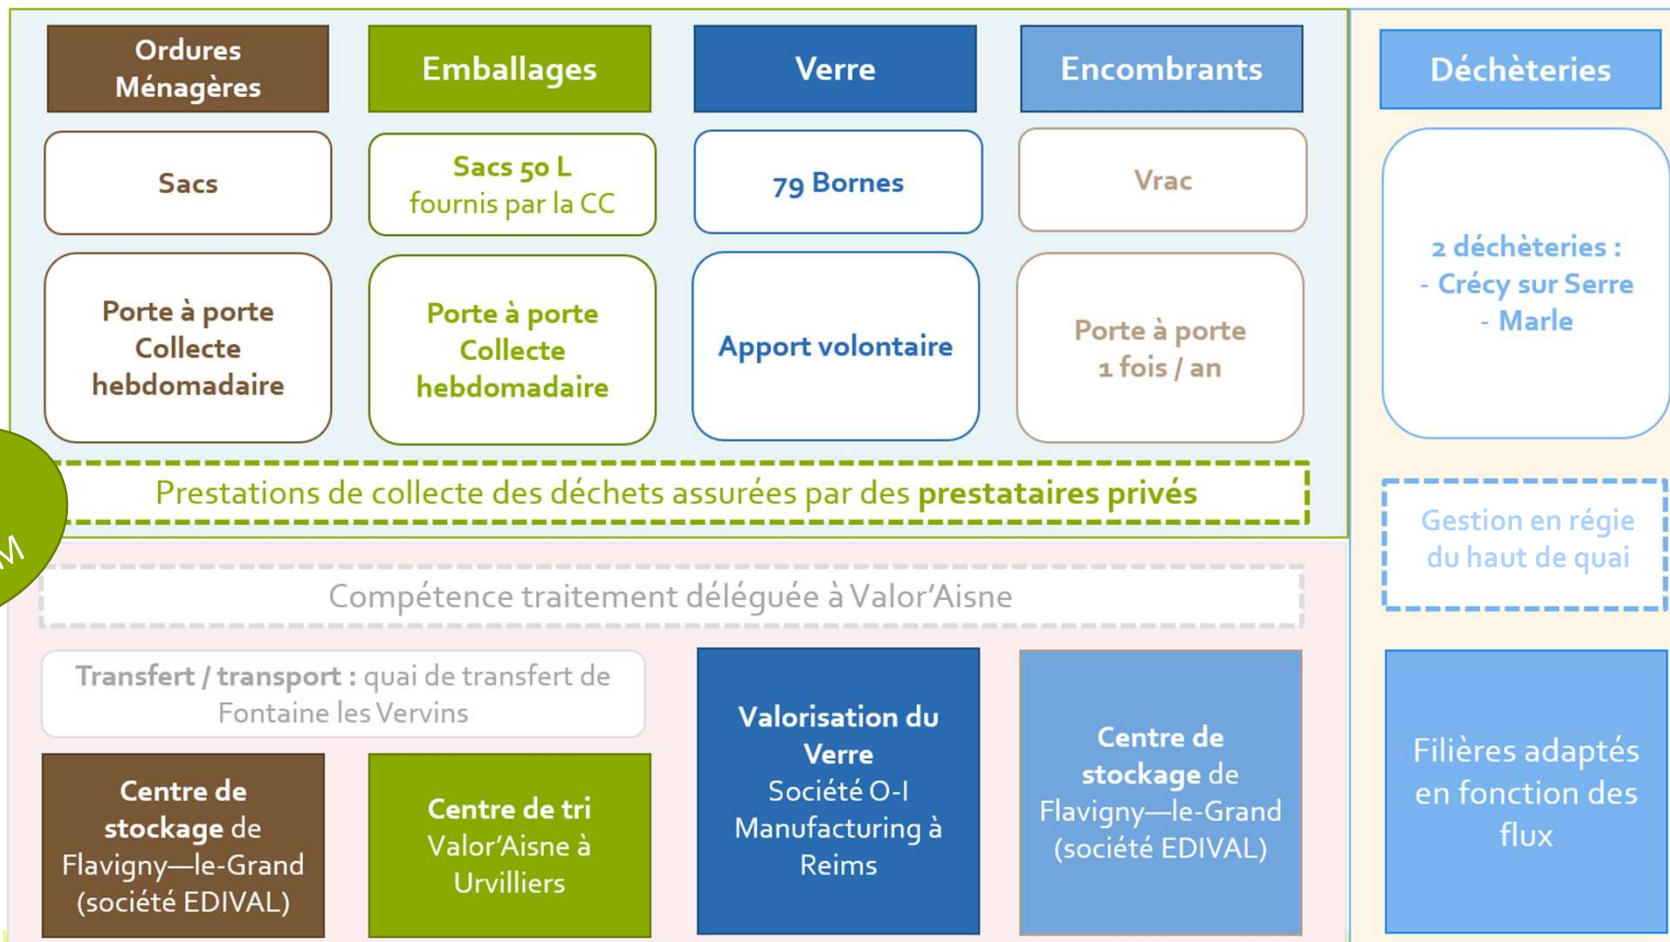 Ordures
Ménagères
Emballages
Verre
Encombrants
Déchèteries
Sacs
Sacs 50 L
fournis par la CC
79 Bornes
Vrac
2 déchèteries :
- Crécy sur Serre
- Marle
Porte à porte
Collecte
hebdomadaire
Porte à porte
Collecte
hebdomadaire
Apport volontaire
Porte à porte
1 fois / an
Prestations de collecte des déchets assurées par des prestataires privés
Gestion en régie
du haut de quai
M
Compétence traitement déléguée à Valor’Aisne
Transfert / transport : quai de transfert de
Fontaine les Vervins
Centre de
stockage de
Flavigny—le-Grand
(société EDIVAL)
Centre de tri
Valor’Aisne à
Urvilliers
Valorisation du
Verre
Société O-I
Manufacturing à
Reims
Centre de
stockage de
Flavigny—le-Grand
(société EDIVAL)
Filières adaptés
en fonction des
flux